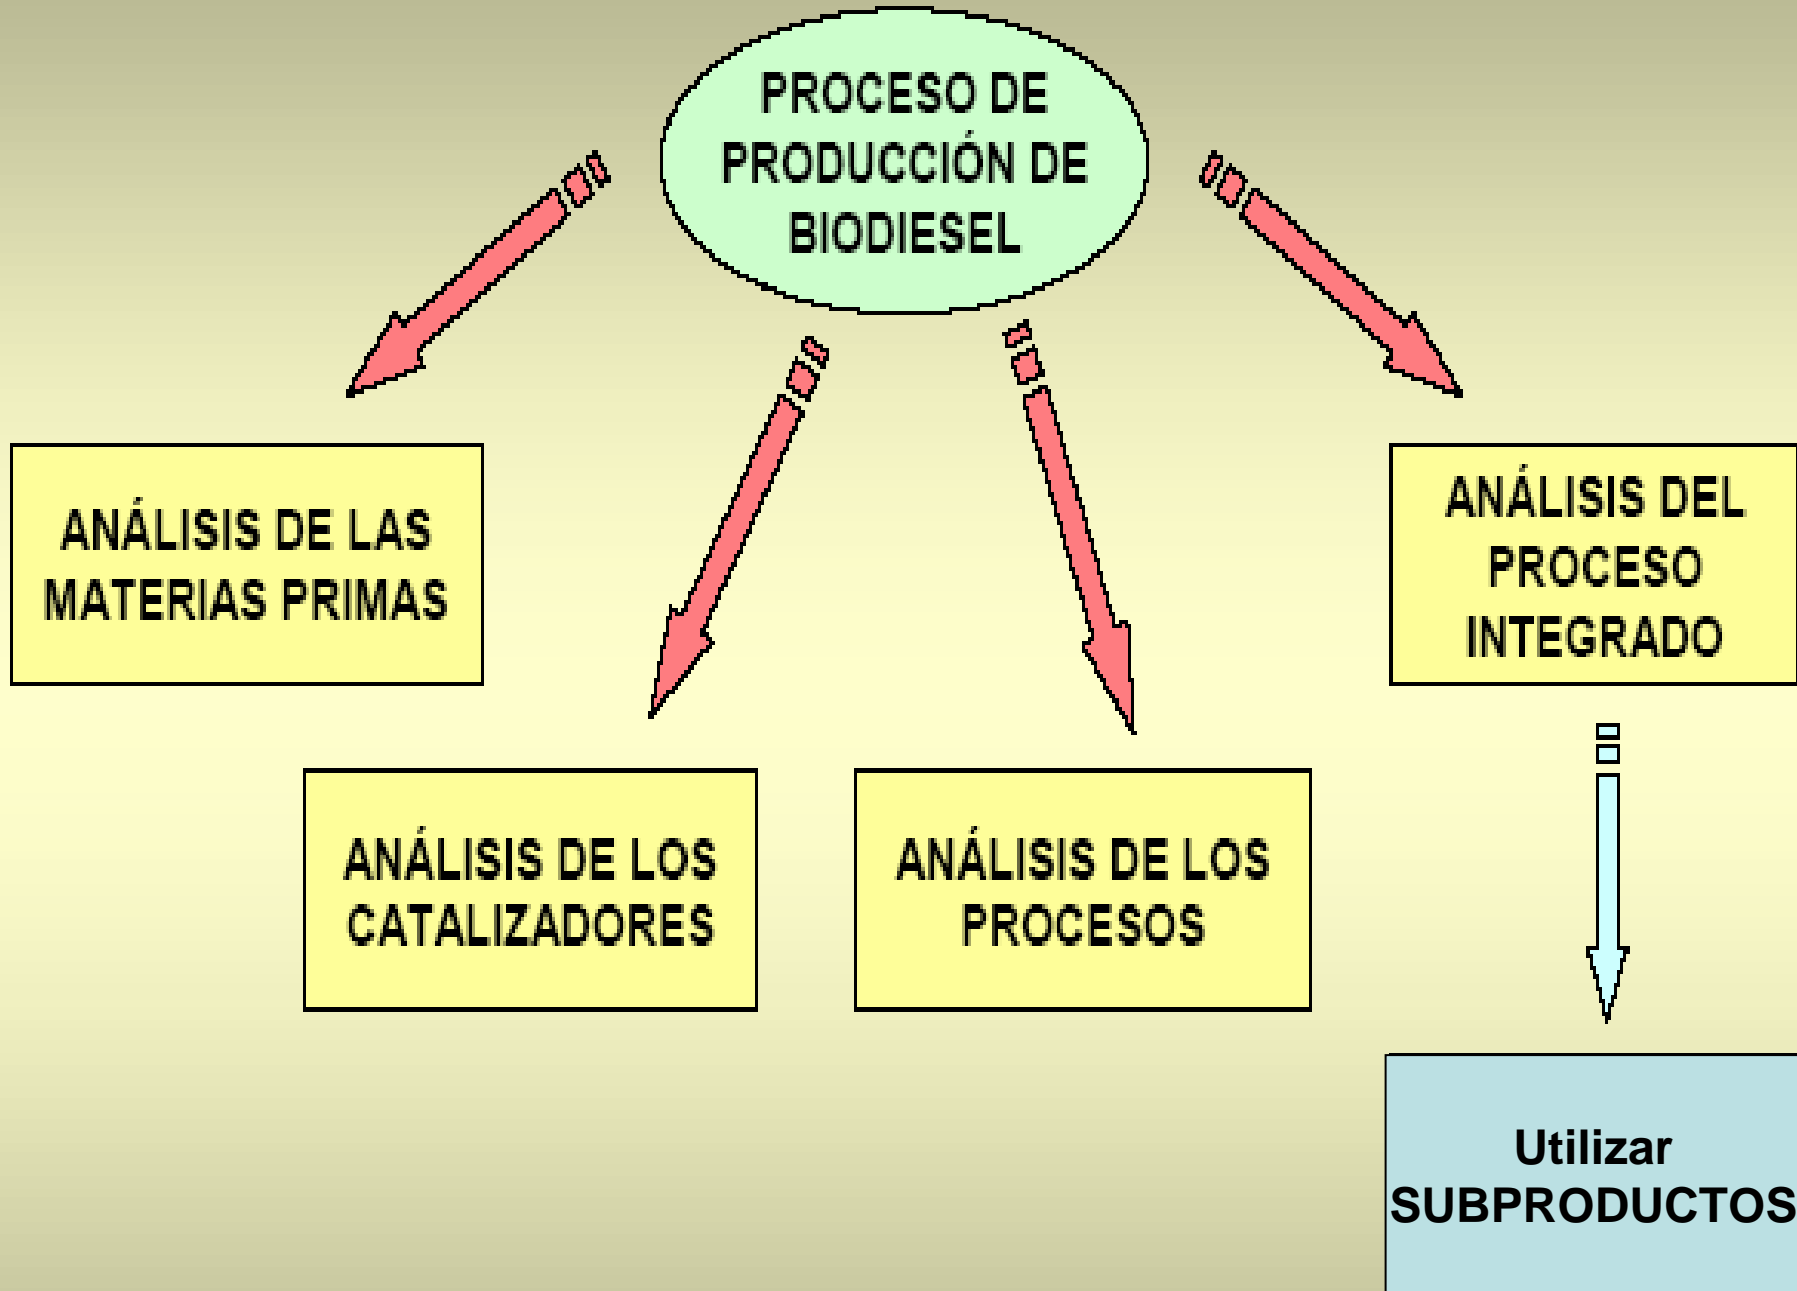 PROCESO DE
PRODUCCIÓN DE
BIODIESEL
ANÁLISIS DE LAS
MATERIAS PRIMAS
ANÁLISIS DEL
PROCESO
INTEGRADO
ANÁLISIS DE LOS
CATALIZADORES
ANÁLISIS DE LOS
PROCESOS
Utilizar
SUBPRODUCTOS